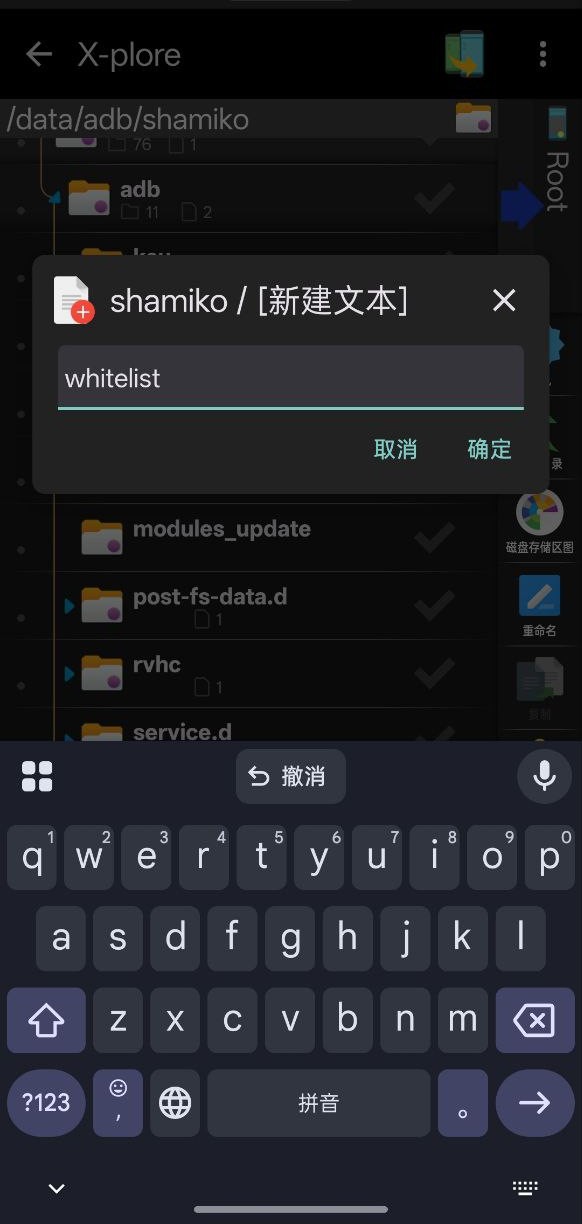 X-plore
/data/adb/shamiko
76 1
adb
11 2
Root
shamiko / [新建文本]
whitelist
取消 确定
录
磁盘存储区图
modules_update
重命名
post-fs-data.d
1
rvhc
1
复制
service.d
撤消
q1 w2 e3 r4 t5 y6 u7 i8 o9 p0
a s d f g h j k l
z x c v b n m
?123 , 拼音 。